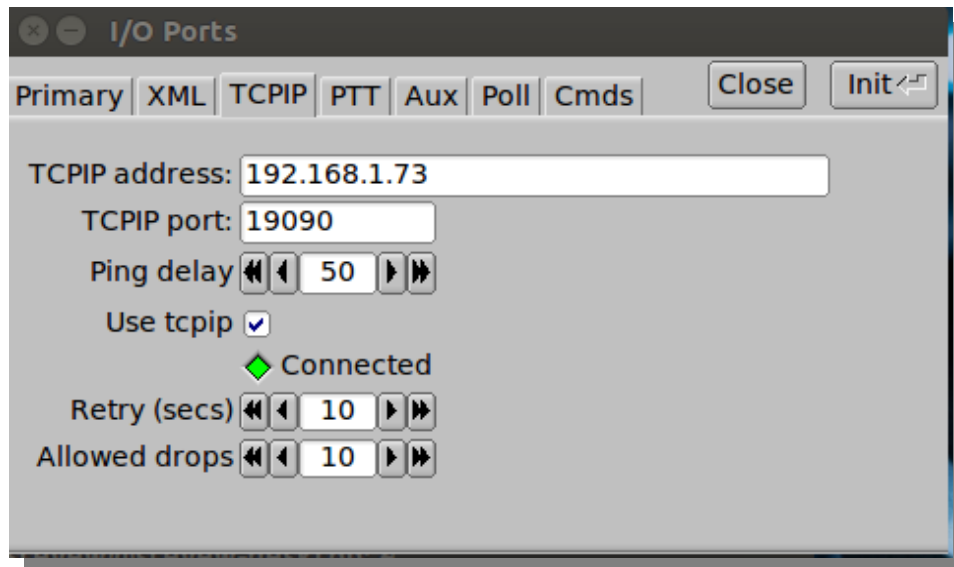 I/O Ports
Primary XML TCPIP PTT Aux Poll Cmds Close Init
TCPIP address: 192.168.1.73
TCPIP port: 19090
Ping delay 50
Use tcpip
Connected
Retry (secs) 10
Allowed drops 10